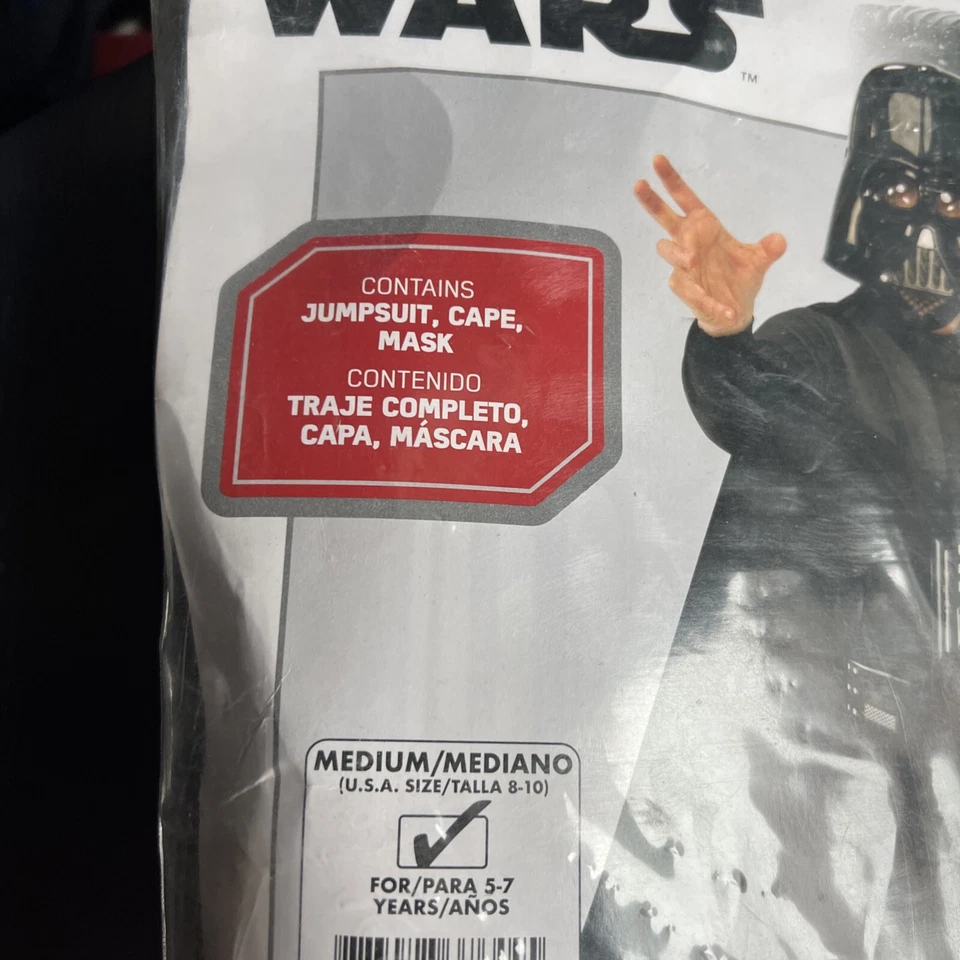 WARS
TM
CONTAINS
JUMPSUIT, CAPE,
MASK
CONTENIDO
TRAJE COMPLETO,
CAPA, MÁSCARA
MEDIUM/MEDIANO
(U.S.A. SIZE/TALLA 8-10)
FOR/PARA 5-7
YEARS/AÑOS